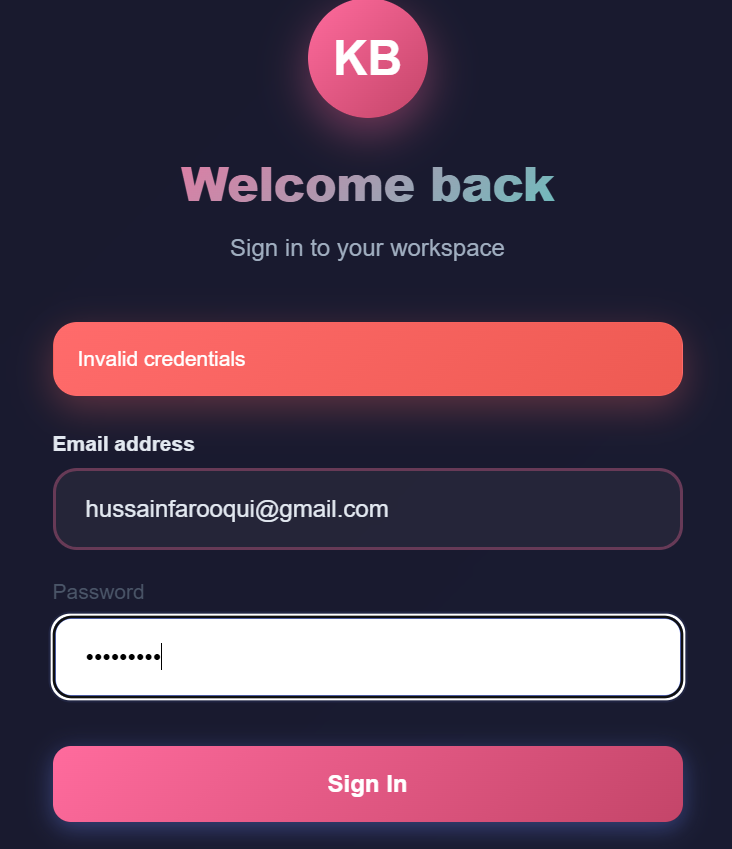 KB
Welcome back
Sign in to your workspace
Invalid credentials
Email address
hussainfarooqui@gmail.com
Password
•••••••••
Sign In